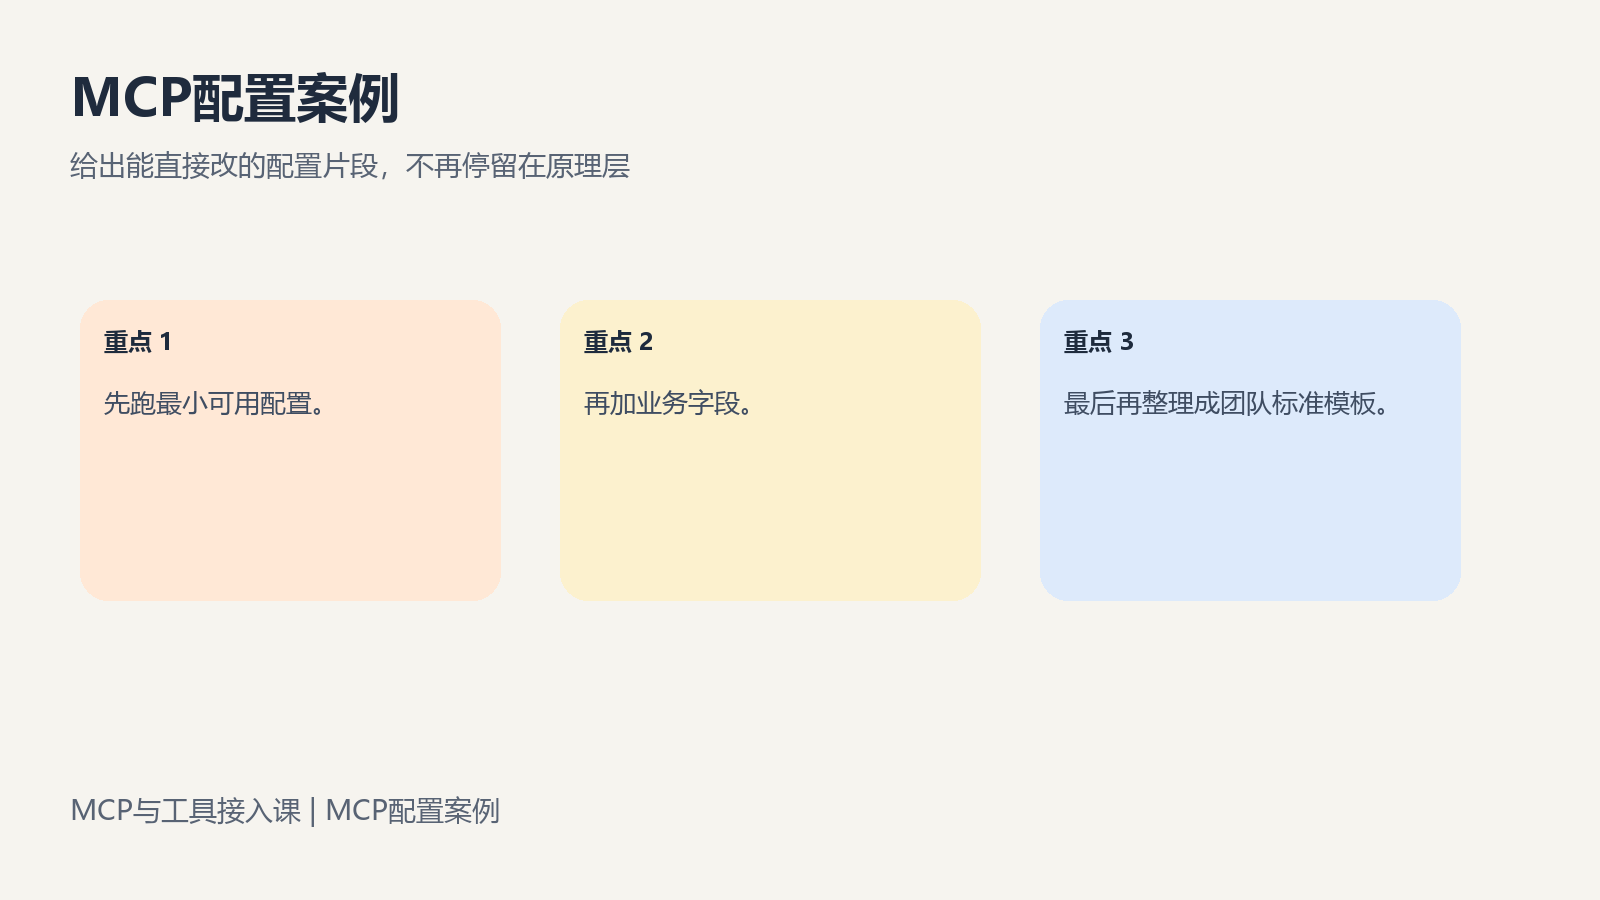 MCP配置案例
给出能直接改的配置片段，不再停留在原理层
重点 1
先跑最小可用配置。
重点 2
再加业务字段。
重点 3
最后再整理成团队标准模板。
MCP与工具接入课 | MCP配置案例